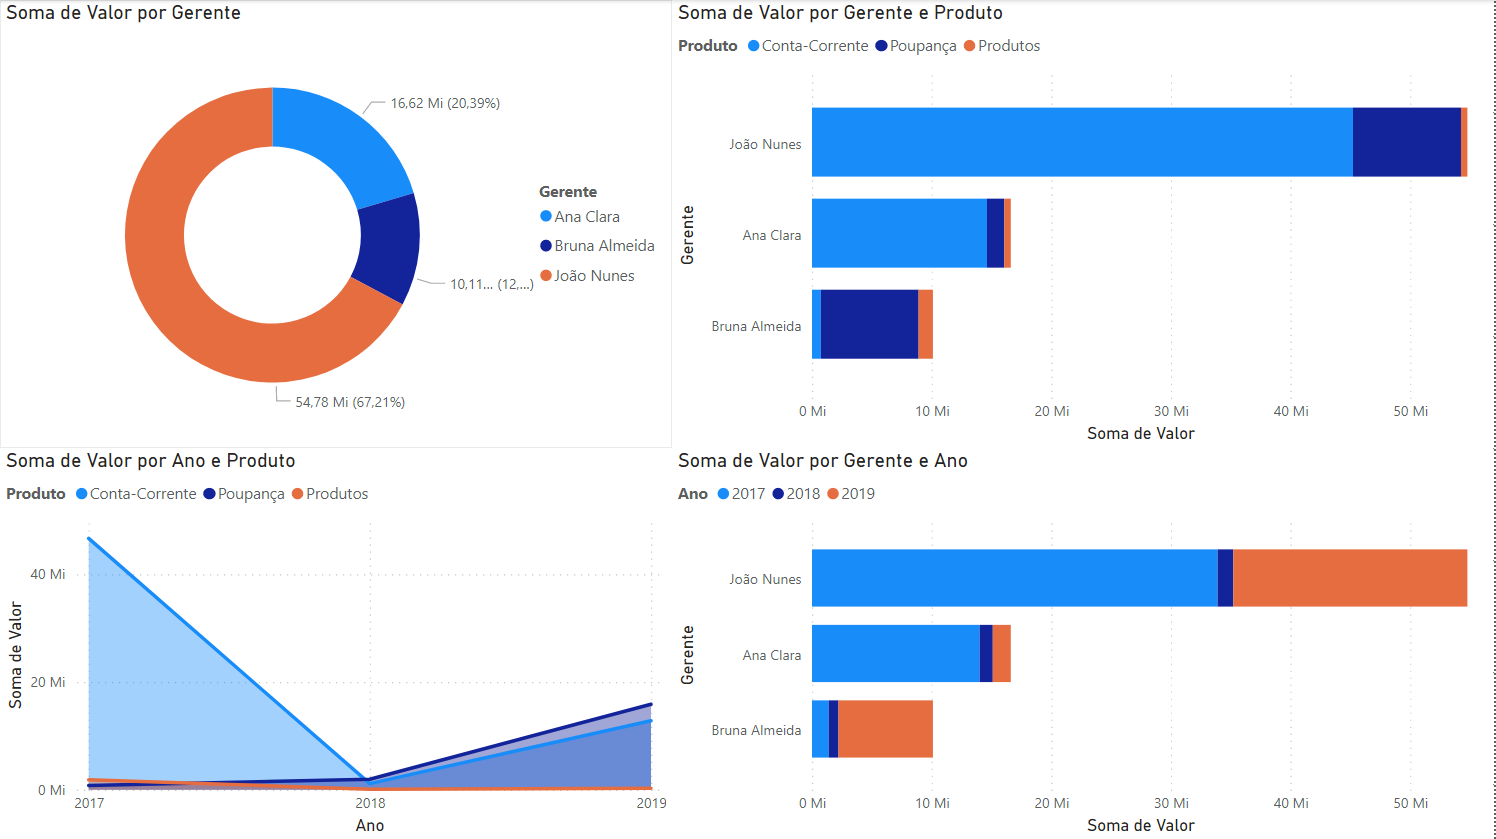 Soma de Valor por Gerente
16,62 Mi (20,39%)
10,11... (12,...)
54,78 Mi (67,21%)
Gerente
Ana Clara
Bruna Almeida
João Nunes
Soma de Valor por Gerente e Produto
Produto Conta-Corrente Poupança Produtos
Gerente
João Nunes
Ana Clara
Bruna Almeida
0 Mi 10 Mi 20 Mi 30 Mi 40 Mi 50 Mi
Soma de Valor
Soma de Valor por Ano e Produto
Produto Conta-Corrente Poupança Produtos
Soma de Valor
40 Mi
20 Mi
0 Mi
2017 2018 2019
Ano
Soma de Valor por Gerente e Ano
Ano 2017 2018 2019
Gerente
João Nunes
Ana Clara
Bruna Almeida
0 Mi 10 Mi 20 Mi 30 Mi 40 Mi 50 Mi
Soma de Valor